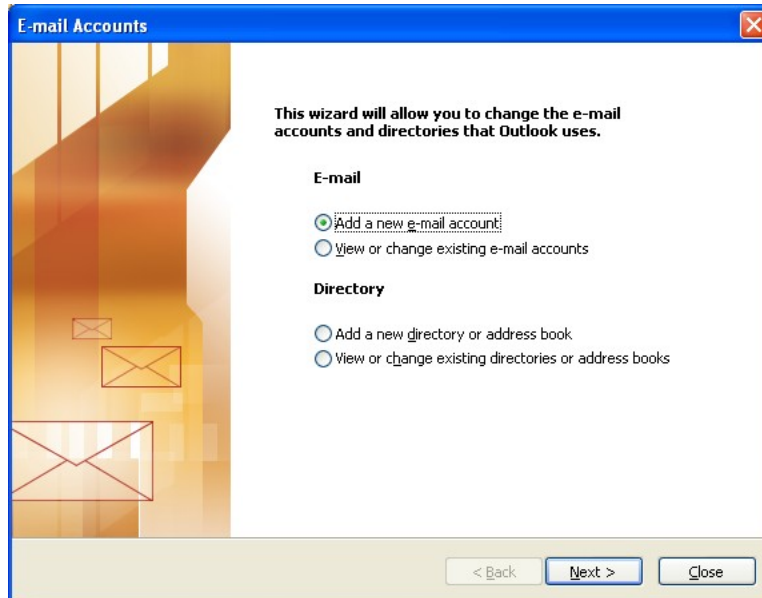 E-mail Accounts
This wizard will allow you to change the e-mail
accounts and directories that Outlook uses.
E-mail
Add a new e-mail account
View or change existing e-mail accounts
Directory
Add a new directory or address book
View or change existing directories or address books
< Back
Next >
Close